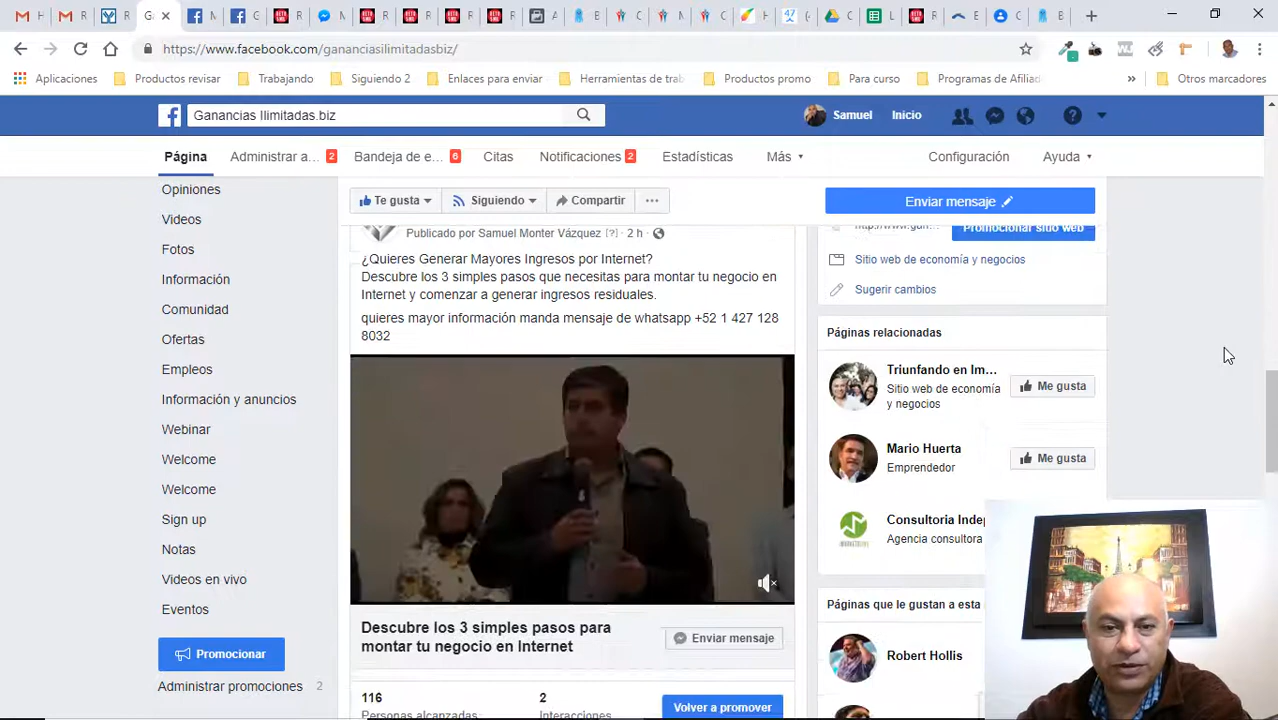 https://www.facebook.com/gananciasilimitadasbiz/
Aplicaciones
Productos revisar
Trabajando
Siguiendo 2
Enlaces para enviar
Herramientas de tral
Productos promo
Para curso
Programas de Afiliad
»
Otros marcadores
Ganancias Ilimitadas.biz
Samuel
Inicio
Página
Administrar a...
2
Bandeja de e...
6
Citas
Notificaciones
2
Estadísticas
Más
Configuración
Ayuda
Opiniones
Videos
Fotos
Información
Comunidad
Ofertas
Empleos
Información y anuncios
Webinar
Welcome
Welcome
Sign up
Notas
Videos en vivo
Eventos
Promocionar
Administrar promociones 2
Te gusta
Siguiendo
Compartir
...
Enviar mensaje
Publicado por Samuel Monter Vázquez [?] · 2 h ·
¿Quieres Generar Mayores Ingresos por Internet?
Descubre los 3 simples pasos que necesitas para montar tu negocio en
Internet y comenzar a generar ingresos residuales.
quieres mayor información manda mensaje de whatsapp +52 1 427 128
8032
Descubre los 3 simples pasos para
montar tu negocio en Internet
Enviar mensaje
116
Personas alcanzadas
2
Interacciones
Volver a promover
http://www.gan...
Promocionar sitio web
Sitio web de economía y negocios
Sugerir cambios
Páginas relacionadas
Triunfando en Im...
Sitio web de economía
y negocios
Me gusta
Mario Huerta
Emprendedor
Me gusta
Consultoria Inde
Agencia consultora
Páginas que le gustan a esta
Robert Hollis